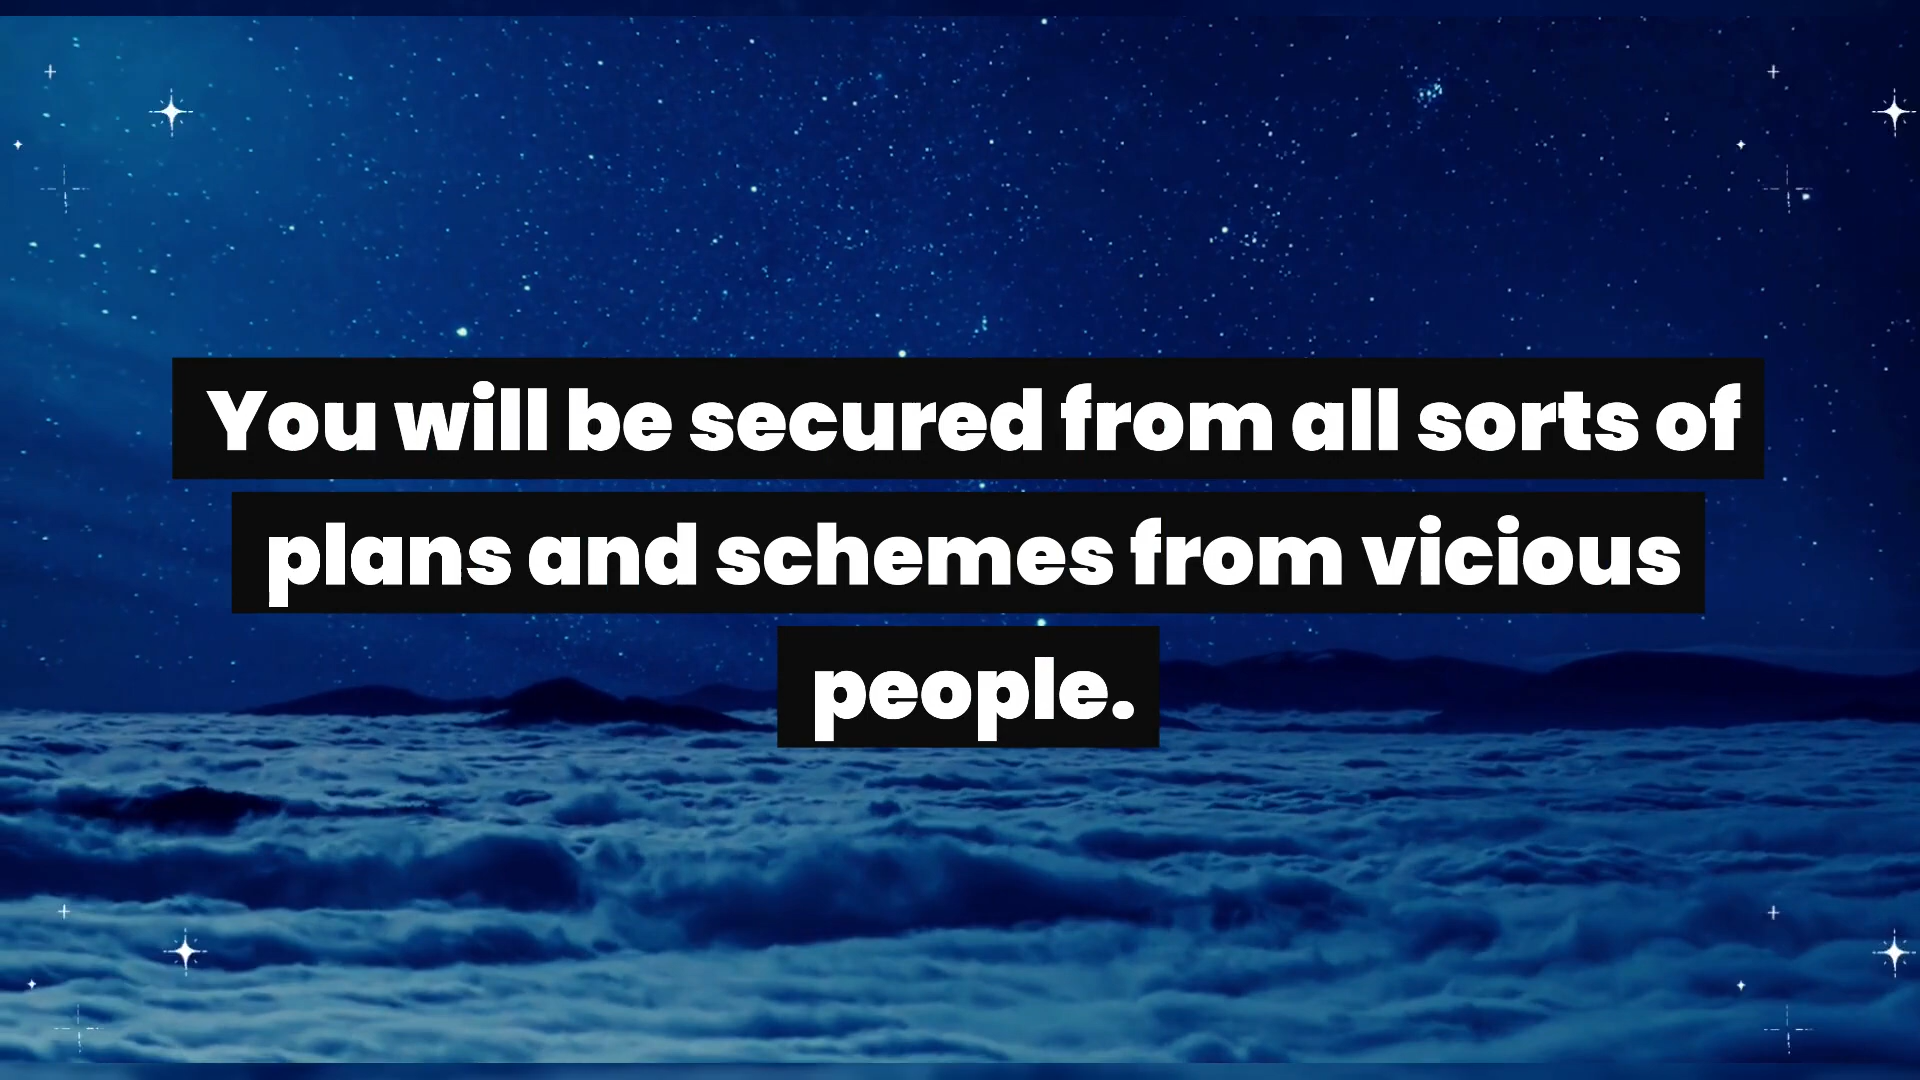 You will be secured from all sorts of
plans and schemes from vicious
people.